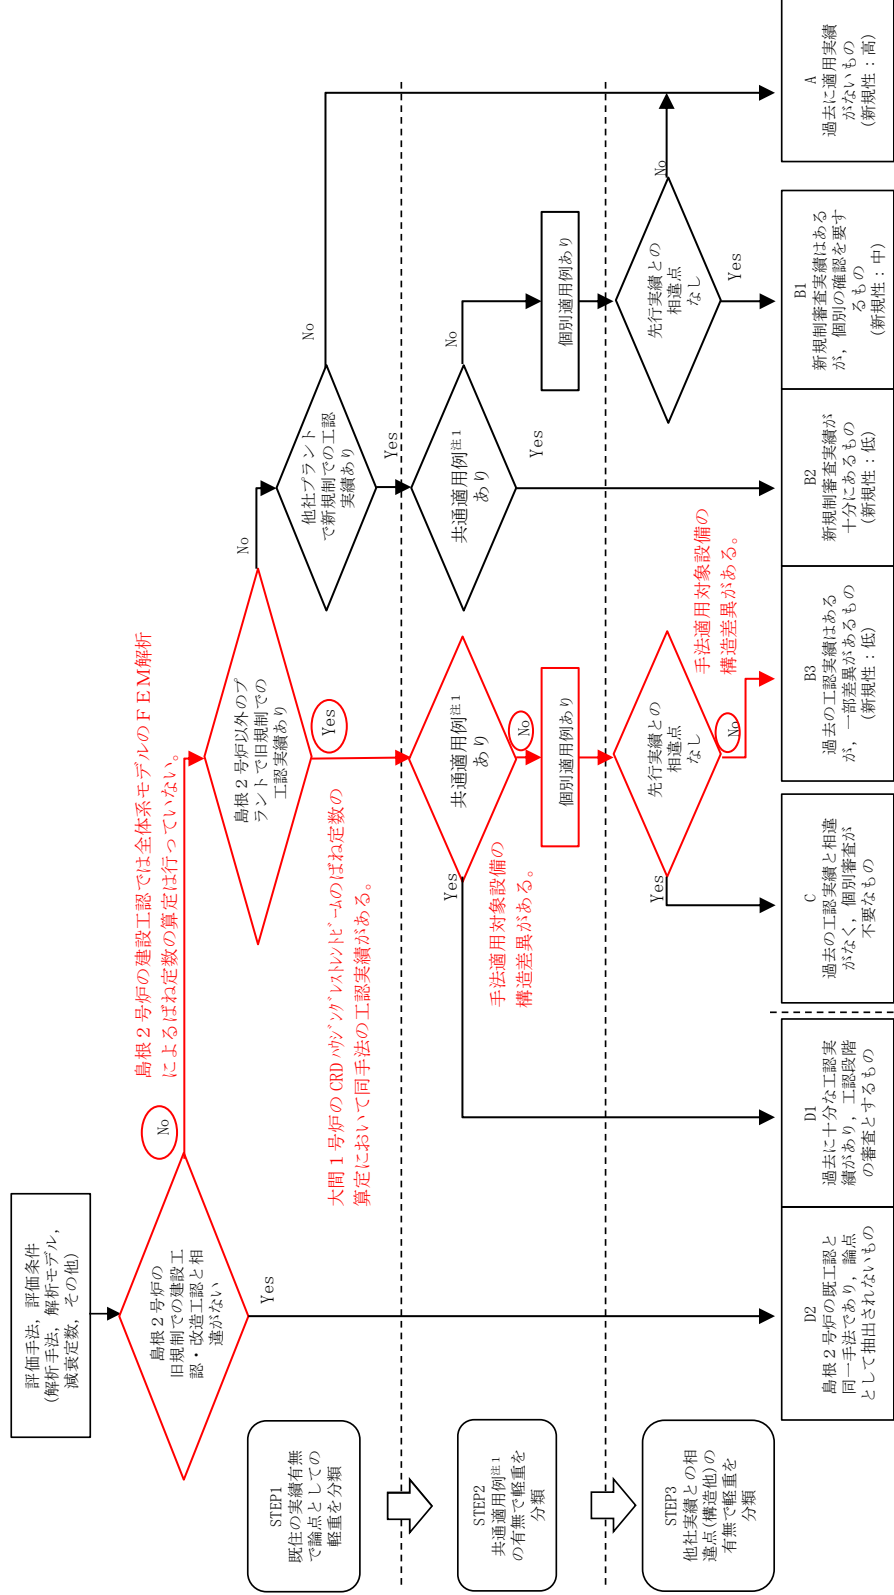 評価手法，評価条件
(解析手法，解析モデル，
減衰定数，その他)
島根２号炉の
旧規制での建設工
認・改造工認と相
違がない
No
Yes
島根２号炉の建設工認では全体系モデルのＦＥＭ解析
によるばね定数の算定は行っていない。
島根２号炉以外のプ
ラントで旧規制での
工認実績あり
No
Yes
大間１号炉の CRD ﾊｳｼﾞﾝｸﾞﾚｽﾄﾚﾝﾄﾋﾞｰﾑのばね定数の
算定において同手法の工認実績がある。
他社プラント
で新規制での工認
実績あり
No
Yes
STEP1
既往の実績有無
で論点としての
軽重を分類
共通適用例注１
あり
Yes
No
手法適用対象設備の
構造差異がある。
個別適用例あり
共通適用例注１
あり
No
Yes
個別適用例あり
STEP2
共通適用例注１
の有無で軽重を
分類
先行実績との
相違点
なし
Yes
No
手法適用対象設備の
構造差異がある。
先行実績との
相違点
なし
No
Yes
STEP3
他社実績との相
違点(構造他)の
有無で軽重を
分類
D2
島根２号炉の既工認と
同一手法であり，論点
として抽出されないもの
D1
過去に十分な工認実
績があり，工認段階
の審査とするもの
C
過去の工認実績と相違
がなく，個別審査が
不要なもの
B3
過去の工認実績はある
が，一部差異があるもの
(新規性：低)
B2
新規制審査実績が
十分にあるもの
(新規性：低)
B1
新規制審査実績はある
が，個別の確認を要す
るもの
(新規性：中)
A
過去に適用実績
がないもの
(新規性：高)